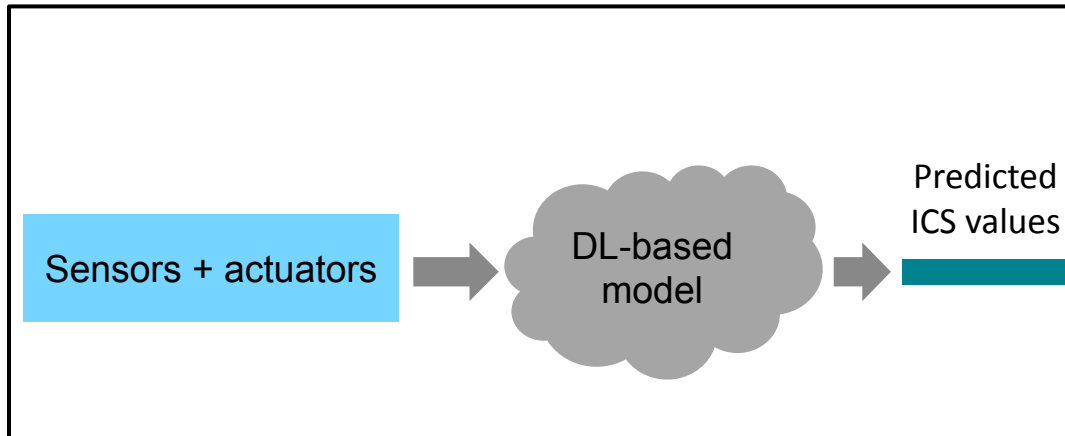 Sensors + actuators
DL-based
model
Predicted
ICS values